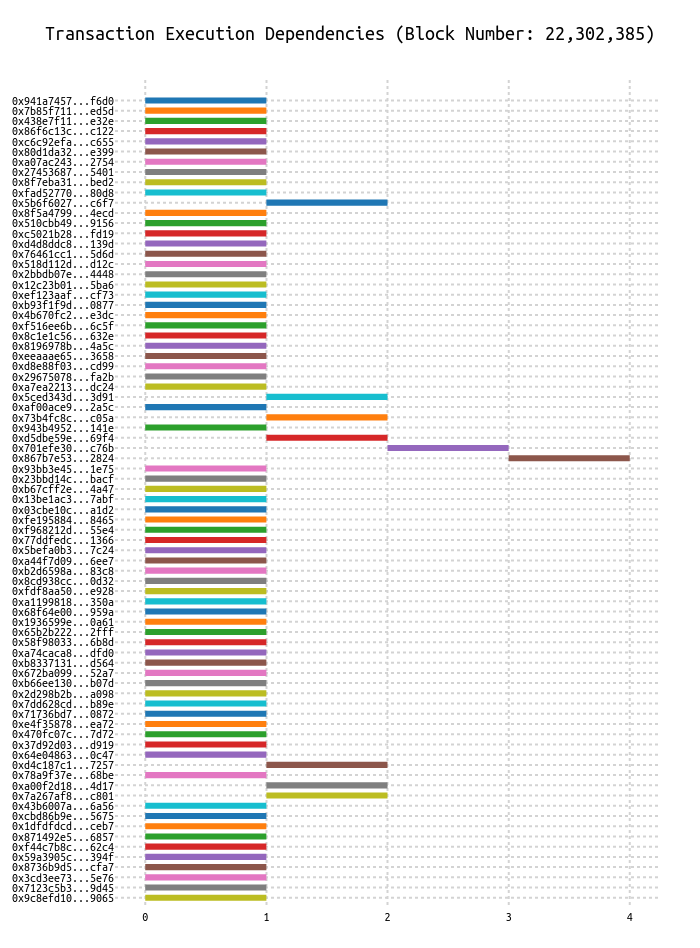 Transaction Execution Dependencies (Block Number: 22,302,385)
0x941a7457...f6d0
0x7b85f711...ed5d
0x438e7f11...e32e
0x86f6c13c...c122
0xc6c92efa...c655
0x80d1da32...e399
0xa07ac243...2754
0x27453687...5401
0x8f7eba31...bed2
0xfad52770...80d8
0x5b6f6027...c6f7
0x8f5a4799...4ecd
0x510cbb49...9156
0xc5021b28...fd19
0xd4d8ddc8...139d
0x76461cc1...5d6d
0x518d112d...d12c
0x2bbdb07e...4448
0x12c23b01...5ba6
0xef123aaf...cf73
0xb93f1f9d...0877
0x4b670fc2...e3dc
0xf516ee6b...6c5f
0x8c1e1c56...632e
0x8196978b...4a5c
0xeeaaae65...3658
0xd8e88f03...cd99
0x29675078...fa2b
0xa7ea2213...dc24
0x5ced343d...3d91
0xaf00ace9...2a5c
0x73b4fc8c...c05a
0x943b4952...141e
0xd5dbe59e...69f4
0x701efe30...c76b
0x867b7e53...2824
0x93bb3e45...1e75
0x23bbd14c...bacf
0xb67cff2e...4a47
0x13be1ac3...7abf
0x03cbe10c...a1d2
0xfe195884...8465
0xf968212d...55e4
0x77ddfedc...1366
0x5befa0b3...7c24
0xa44f7d09...6ee7
0xb2d6598a...83c8
0x8cd938cc...0d32
0xfdf8aa50...e928
0xa1199818...350a
0x68f64e00...959a
0x1936599e...0a61
0x65b2b222...2fff
0x58f98033...6b8d
0xa74caca8...dfd0
0xb8337131...d564
0x672ba099...52a7
0xb66ee130...b07d
0x2d298b2b...a098
0x7dd628cd...b89e
0x71736bd7...0872
0xe4f35878...ea72
0x470fc07c...7d72
0x37d92d03...d919
0x64e04863...0c47
0xd4c187c1...7257
0x78a9f37e...68be
0xa00f2d18...4d17
0x7a267af8...c801
0x43b6007a...6a56
0xcbd86b9e...5675
0x1dfdfdcd...ceb7
0x871492e5...6857
0xf44c7b8c...62c4
0x59a3905c...394f
0x8736b9d5...cfa7
0x3cd3ee73...5e76
0x7123c5b3...9d45
0x9c8efd10...9065
0 1 2 3 4